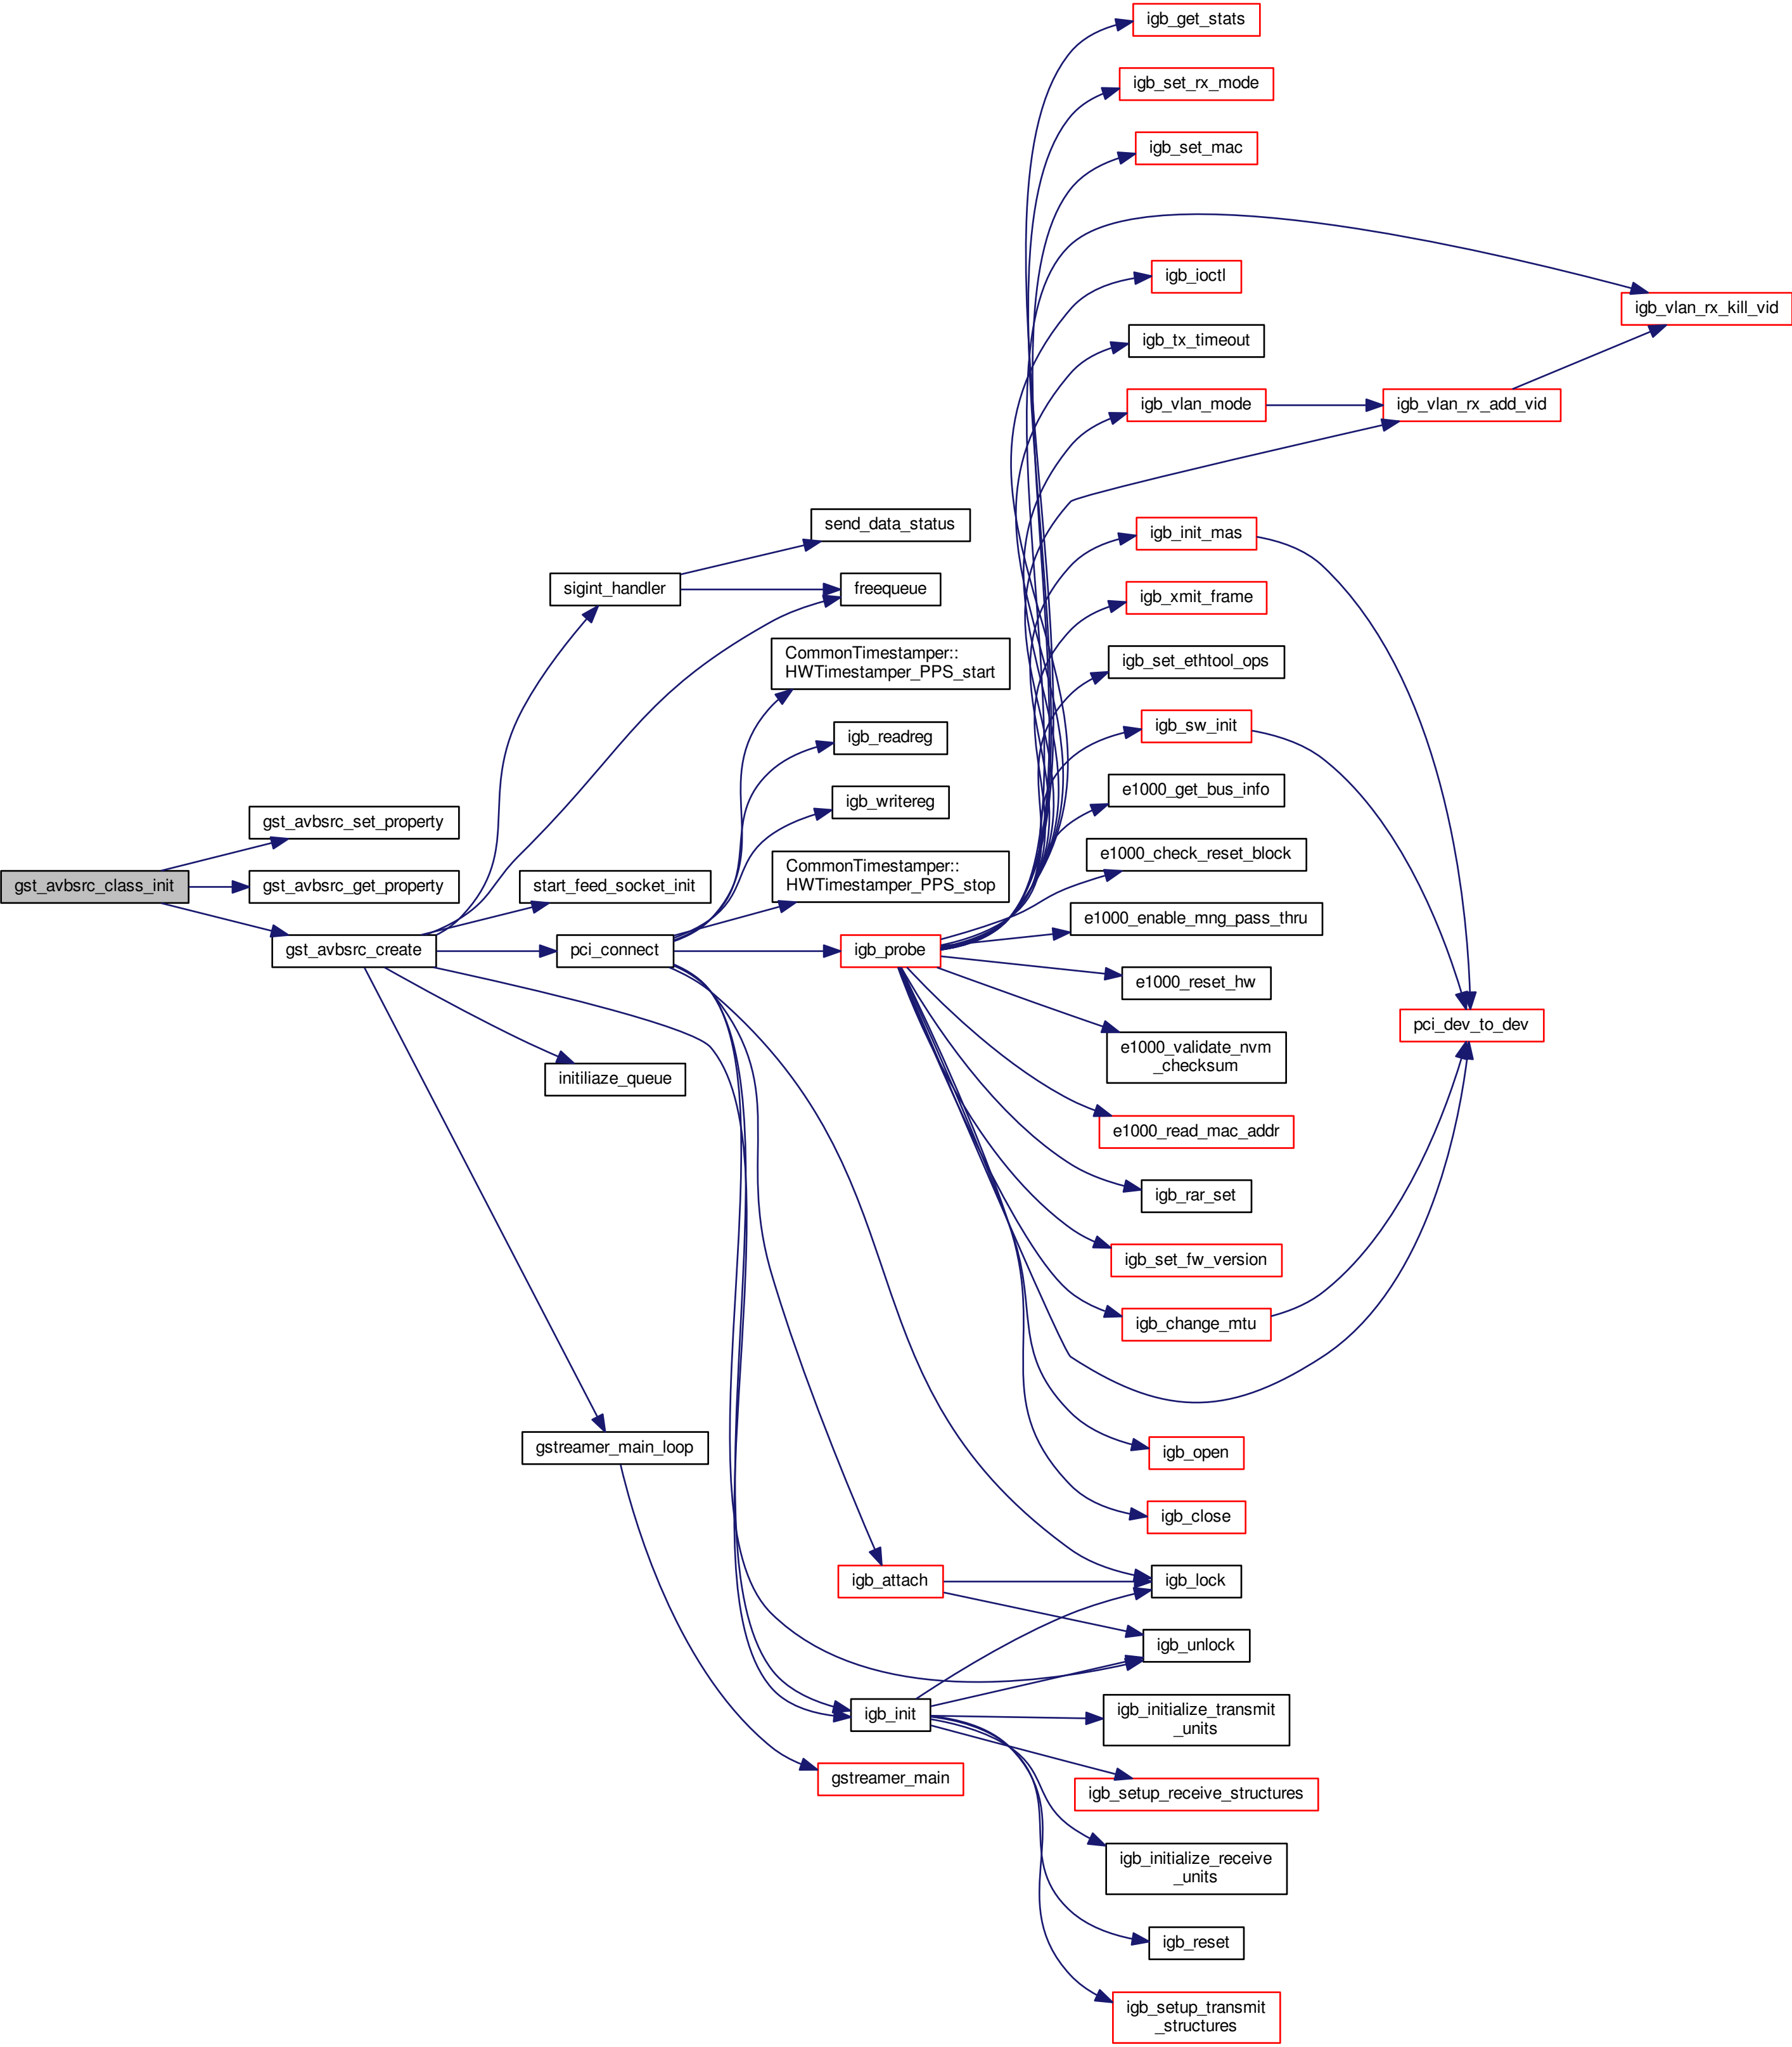 igb_get_stats
igb_set_rx_mode
igb_set_mac
igb_ioctl
igb_vlan_rx_kill_vid
igb_tx_timeout
igb_vlan_mode
igb_vlan_rx_add_vid
send_data_status
igb_init_mas
sigint_handler
freequeue
igb_xmit_frame
CommonTimestamper::
HWTimestamper_PPS_start
igb_set_ethtool_ops
igb_readreg
igb_sw_init
igb_writereg
e1000_get_bus_info
gst_avbsrc_set_property
CommonTimestamper::
HWTimestamper_PPS_stop
e1000_check_reset_block
gst_avbsrc_class_init
gst_avbsrc_get_property
start_feed_socket_init
e1000_enable_mng_pass_thru
gst_avbsrc_create
pci_connect
igb_probe
e1000_reset_hw
pci_dev_to_dev
e1000_validate_nvm
_checksum
initiliaze_queue
e1000_read_mac_addr
igb_rar_set
igb_set_fw_version
igb_change_mtu
gstreamer_main_loop
igb_open
igb_close
igb_attach
igb_lock
igb_unlock
igb_init
igb_initialize_transmit
_units
gstreamer_main
igb_setup_receive_structures
igb_initialize_receive
_units
igb_reset
igb_setup_transmit
_structures